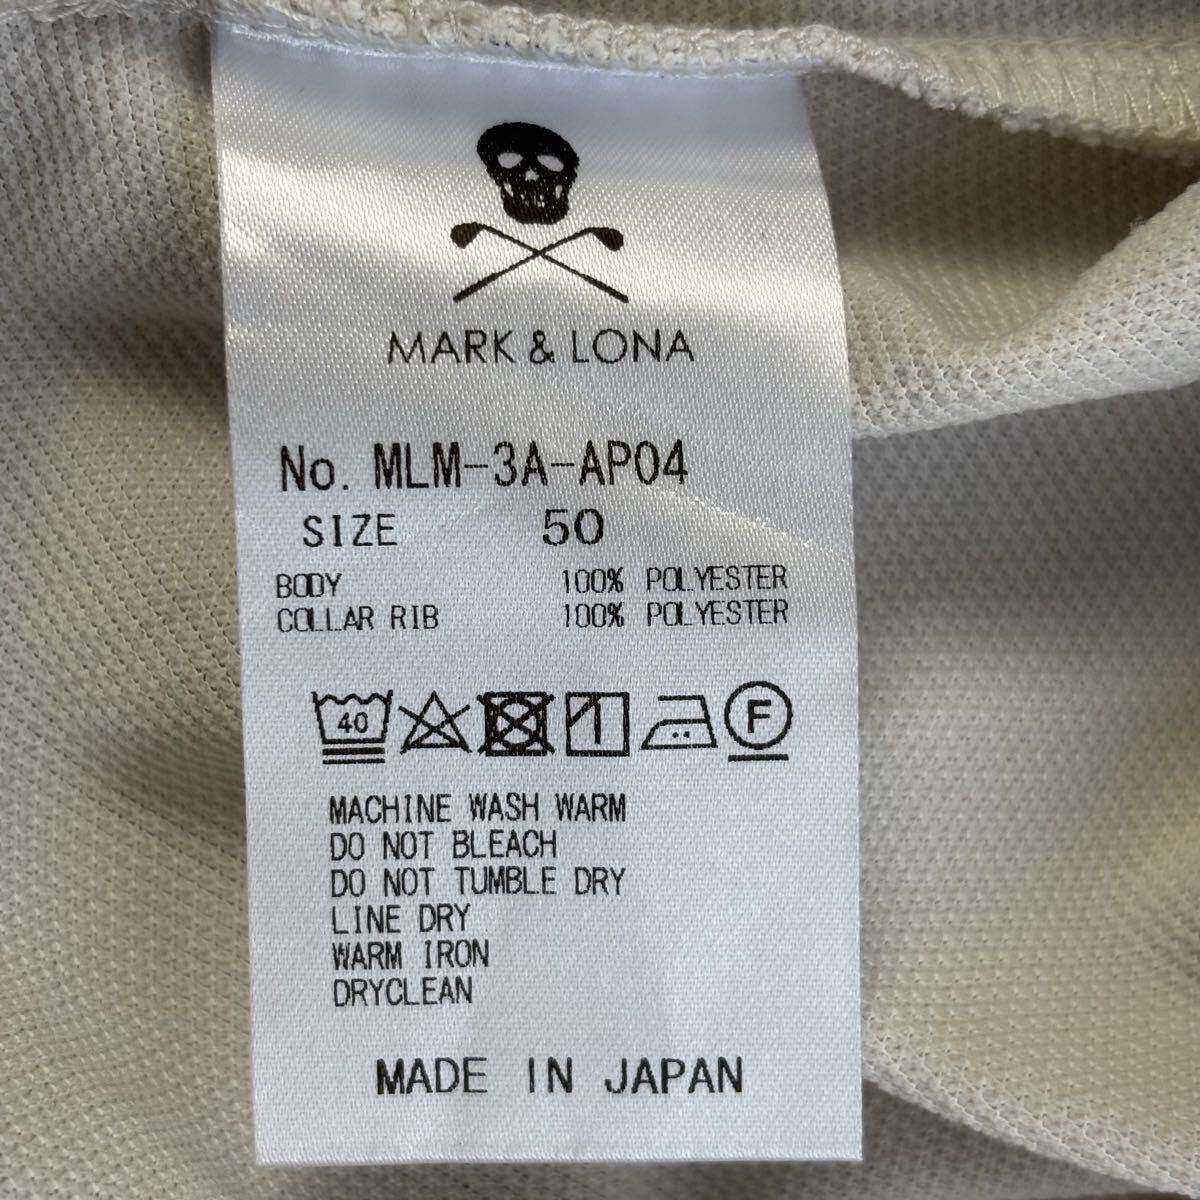 MARK & LONA
No. MLM-3A-AP04
SIZE 50
BODY 100% POLYESTER
COLLAR RIB 100% POLYESTER
40 F
MACHINE WASH WARM
DO NOT BLEACH
DO NOT TUMBLE DRY
LINE DRY
WARM IRON
DRYCLEAN
MADE IN JAPAN